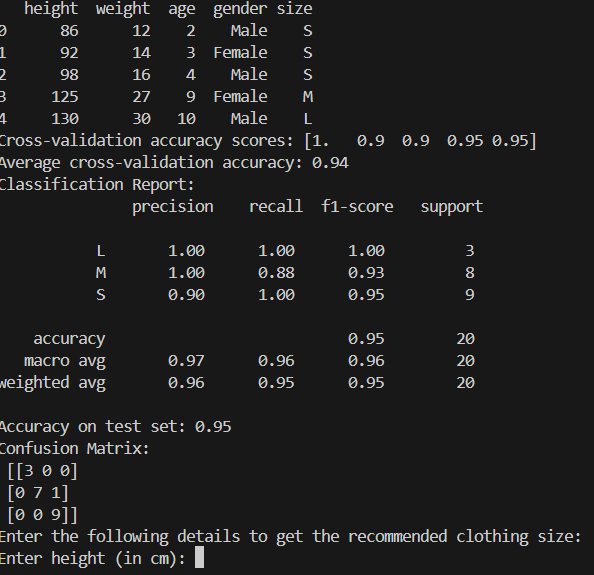 height weight age gender size
0 86 12 2 Male S
1 92 14 3 Female S
2 98 16 4 Male S
3 125 27 9 Female M
4 130 30 10 Male L
Cross-validation accuracy scores: [1. 0.9 0.9 0.95 0.95]
Average cross-validation accuracy: 0.94
Classification Report:
precision recall f1-score support
L 1.00 1.00 1.00 3
M 1.00 0.88 0.93 8
S 0.90 1.00 0.95 9
accuracy 0.95 20
macro avg 0.97 0.96 0.96 20
weighted avg 0.96 0.95 0.95 20
Accuracy on test set: 0.95
Confusion Matrix:
[[3 0 0]
[0 7 1]
[0 0 9]]
Enter the following details to get the recommended clothing size:
Enter height (in cm):